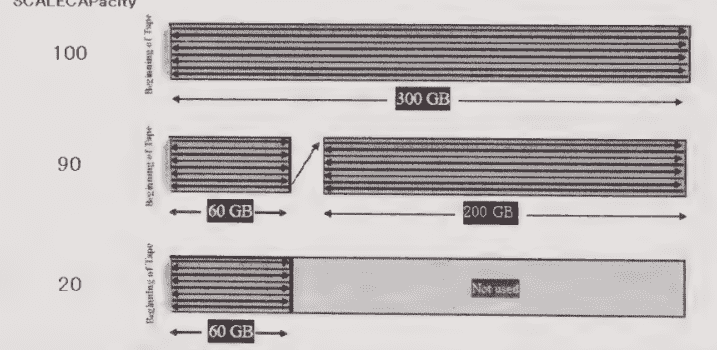 SCALECAPacity
100
Beginning of Tape
300 GB
90
Beginning of Tape
60 GB
200 GB
20
Beginning of Tape
Not used
60 GB